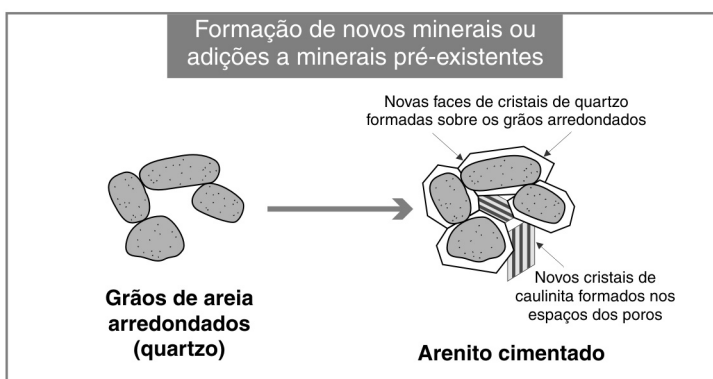 Formação de novos minerais ou
adições a minerais pré-existentes
Novas faces de cristais de quartzo
formadas sobre os grãos arredondados
Grãos de areia
arredondados
(quartzo)
Novos cristais de
caulinita formados nos
espaços dos poros
Arenito cimentado